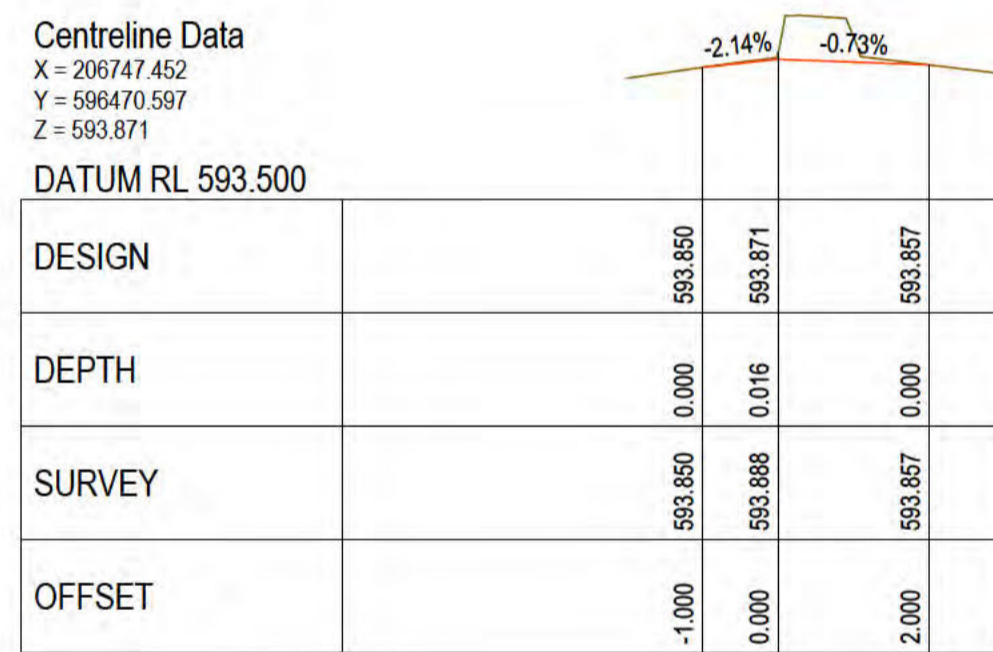 Centreline Data
X = 206747.452
Y = 596470.597
Z = 593.871
-2.14% -0.73%
DATUM RL 593.500
DESIGN 593.850 593.871 593.857
DEPTH 0.000 0.016 0.000
SURVEY 593.850 593.888 593.857
OFFSET -1.000 0.000 2.000